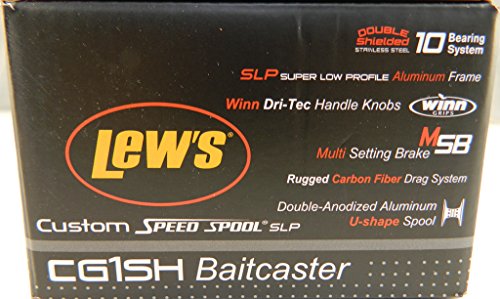 DOUBLE
Shielded
STAINLESS STEEL
10 Bearing
System
SLP SUPER LOW PROFILE Aluminum Frame
Winn Dri-Tec Handle Knobs
winn
GRIPS
MSB
Multi Setting Brake
Rugged Carbon Fiber Drag System
Double-Anodized Aluminum
U-shape Spool
LEW'S®
Custom SPEED SPOOL® SLP
CG1SH Baitcaster